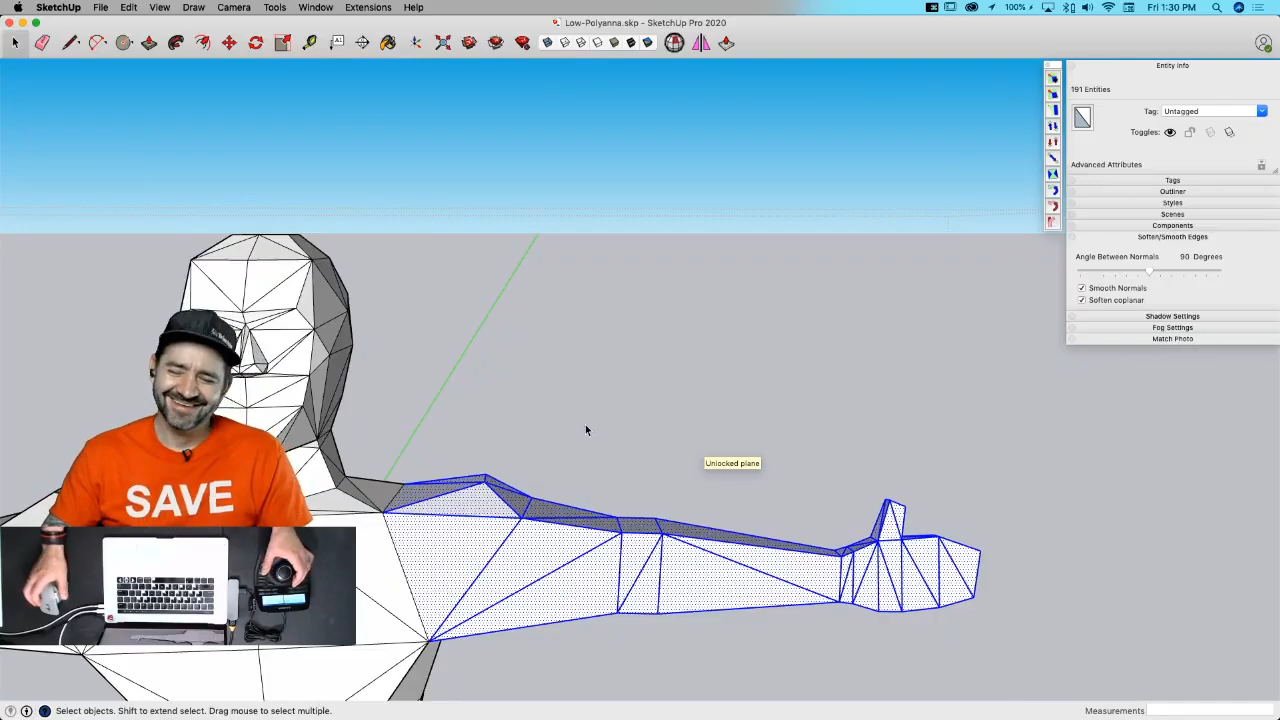 SketchUp File Edit View Draw Camera Tools Window Extensions Help
100% Fri 1:30 PM
Low-Polyanna.skp - SketchUp Pro 2020
Entity Info
191 Entities
Tag: Untagged
Toggles:
Advanced Attributes
Tags
Outliner
Styles
Scenes
Components
Soften/Smooth Edges
Angle Between Normals 90 Degrees
Smooth Normals
Soften coplanar
Shadow Settings
Fog Settings
Match Photo
Unlocked plane
SAVE
Select objects. Shift to extend select. Drag mouse to select multiple.
Measurements